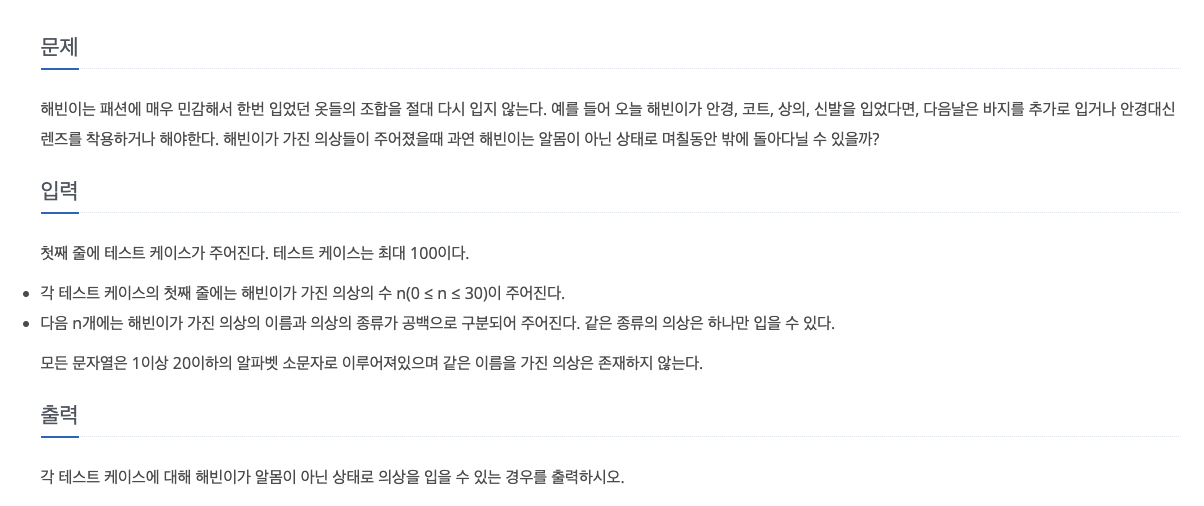 문제
해빈이는 패션에 매우 민감해서 한번 입었던 옷들의 조합을 절대 다시 입지 않는다. 예를 들어 오늘 해빈이가 안경, 코트, 상의, 신발을 입었다면, 다음날은 바지를 추가로 입거나 안경대신
렌즈를 착용하거나 해야한다. 해빈이가 가진 의상들이 주어졌을때 과연 해빈이는 알몸이 아닌 상태로 며칠동안 밖에 돌아다닐 수 있을까?
입력
첫째 줄에 테스트 케이스가 주어진다. 테스트 케이스는 최대 100이다.
• 각 테스트 케이스의 첫째 줄에는 해빈이가 가진 의상의 수 n(0 ≤ n ≤ 30)이 주어진다.
• 다음 n개에는 해빈이가 가진 의상의 이름과 의상의 종류가 공백으로 구분되어 주어진다. 같은 종류의 의상은 하나만 입을 수 있다.
모든 문자열은 1이상 20이하의 알파벳 소문자로 이루어져있으며 같은 이름을 가진 의상은 존재하지 않는다.
출력
각 테스트 케이스에 대해 해빈이가 알몸이 아닌 상태로 의상을 입을 수 있는 경우를 출력하시오.